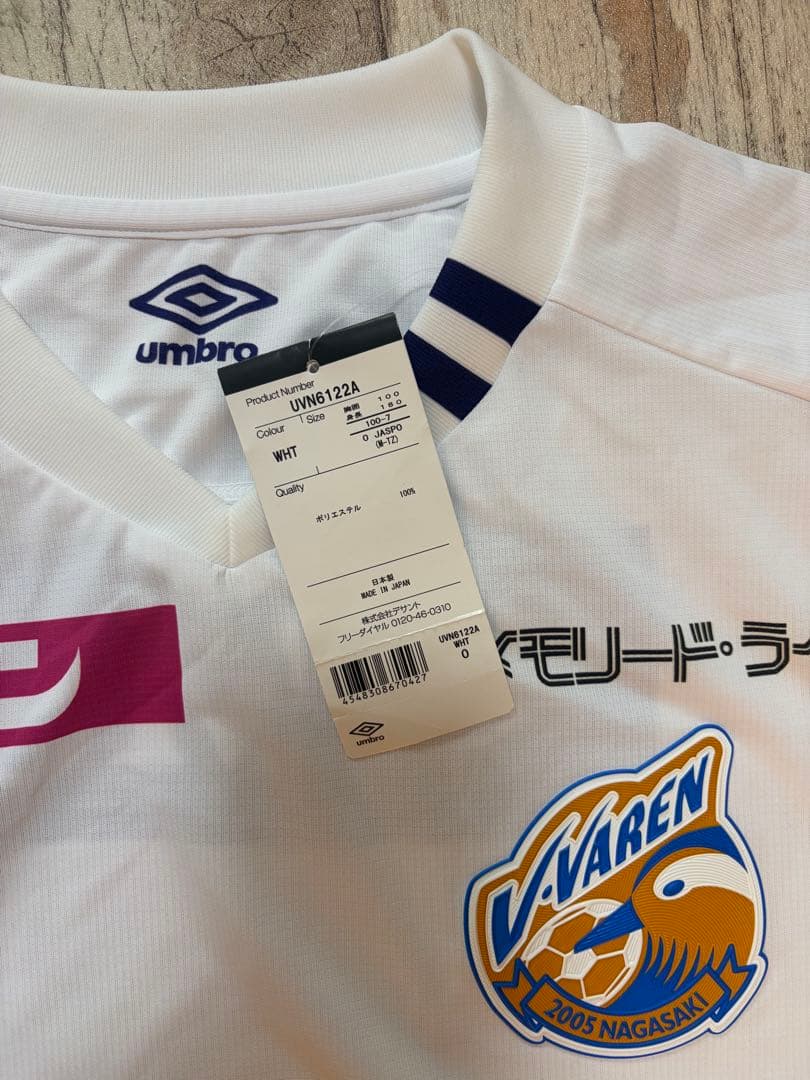 umbro
Product Number
UVN6122A
Colour
Size
胸囲 100
身長 180
WHT
100-7
O JASPO
(M-TZ)
Quality
ポリエステル 100%
日本製
MADE IN JAPAN
株式会社デサント
フリーダイヤル 0120-46-0310
UVN6122A
WHT
O
4548308670427
umbro
メモリード・ラ
V・VAREN
2005 NAGASAKI